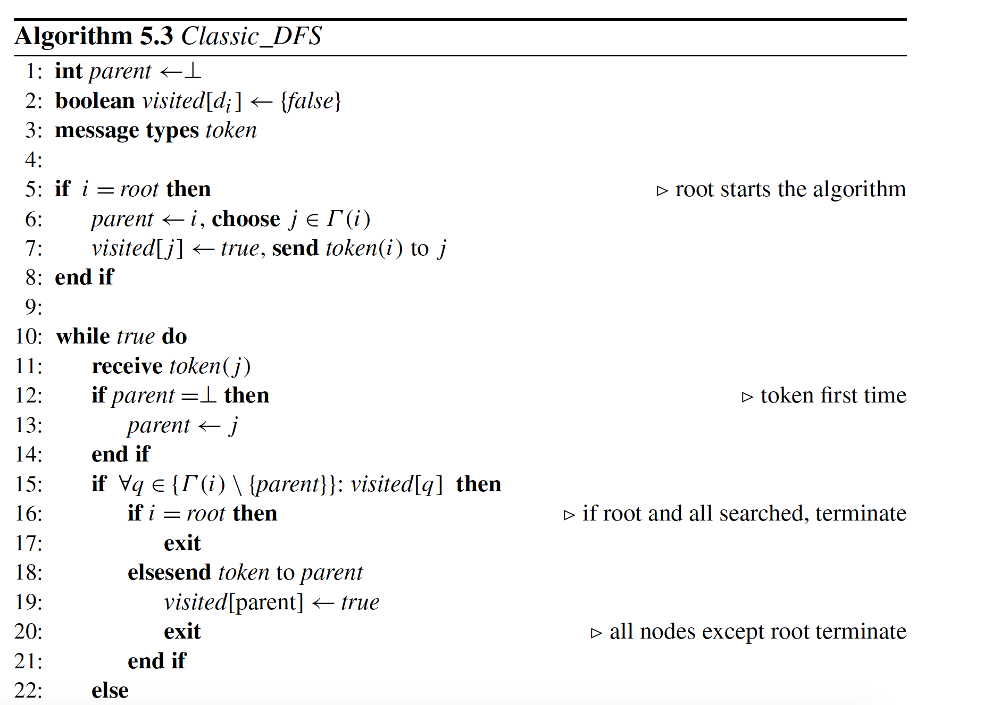 Algorithm 5.3 Classic_DFS
1: int parent ←⊥
2: boolean visited[dᵢ] ← {false}
3: message types token
4:
5: if i = root then ▷ root starts the algorithm
6: parent ← i, choose j ∈ Γ(i)
7: visited[j] ← true, send token(i) to j
8: end if
9:
10: while true do
11: receive token(j)
12: if parent =⊥ then ▷ token first time
13: parent ← j
14: end if
15: if ∀q ∈ {Γ(i) \ {parent}}: visited[q] then
16: if i = root then ▷ if root and all searched, terminate
17: exit
18: elsesend token to parent
19: visited[parent] ← true
20: exit ▷ all nodes except root terminate
21: end if
22: else